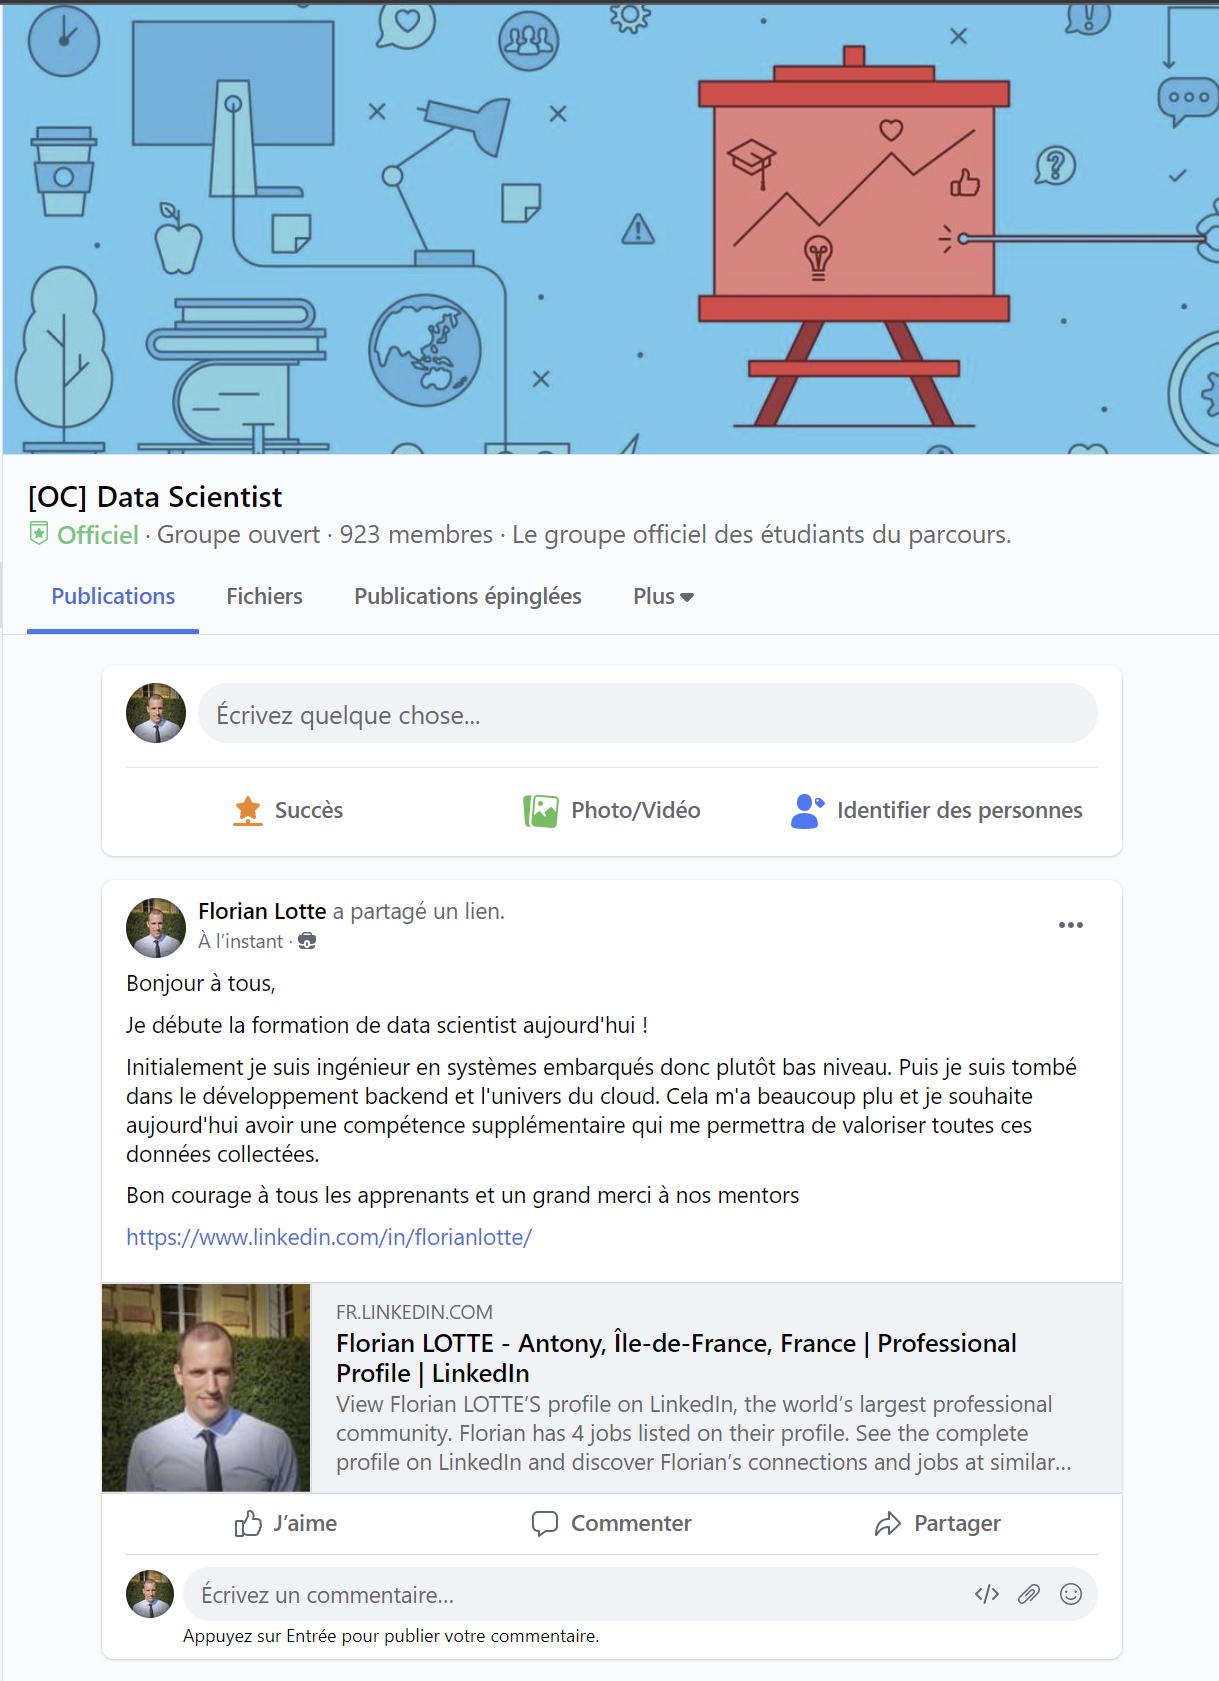 [OC] Data Scientist
Officiel · Groupe ouvert · 923 membres · Le groupe officiel des étudiants du parcours.
Publications Fichiers Publications épinglées Plus
Écrivez quelque chose...
Succès Photo/Vidéo Identifier des personnes
Florian Lotte a partagé un lien.
À l’instant ·
Bonjour à tous,
Je débute la formation de data scientist aujourd'hui !
Initialement je suis ingénieur en systèmes embarqués donc plutôt bas niveau. Puis je suis tombé
dans le développement backend et l'univers du cloud. Cela m'a beaucoup plu et je souhaite
aujourd'hui avoir une compétence supplémentaire qui me permettra de valoriser toutes ces
données collectées.
Bon courage à tous les apprenants et un grand merci à nos mentors
https://www.linkedin.com/in/florianlotte/
FR.LINKEDIN.COM
Florian LOTTE - Antony, Île-de-France, France | Professional
Profile | LinkedIn
View Florian LOTTE’S profile on LinkedIn, the world’s largest professional
community. Florian has 4 jobs listed on their profile. See the complete
profile on LinkedIn and discover Florian’s connections and jobs at similar…
J’aime Commenter Partager
Écrivez un commentaire...
Appuyez sur Entrée pour publier votre commentaire.